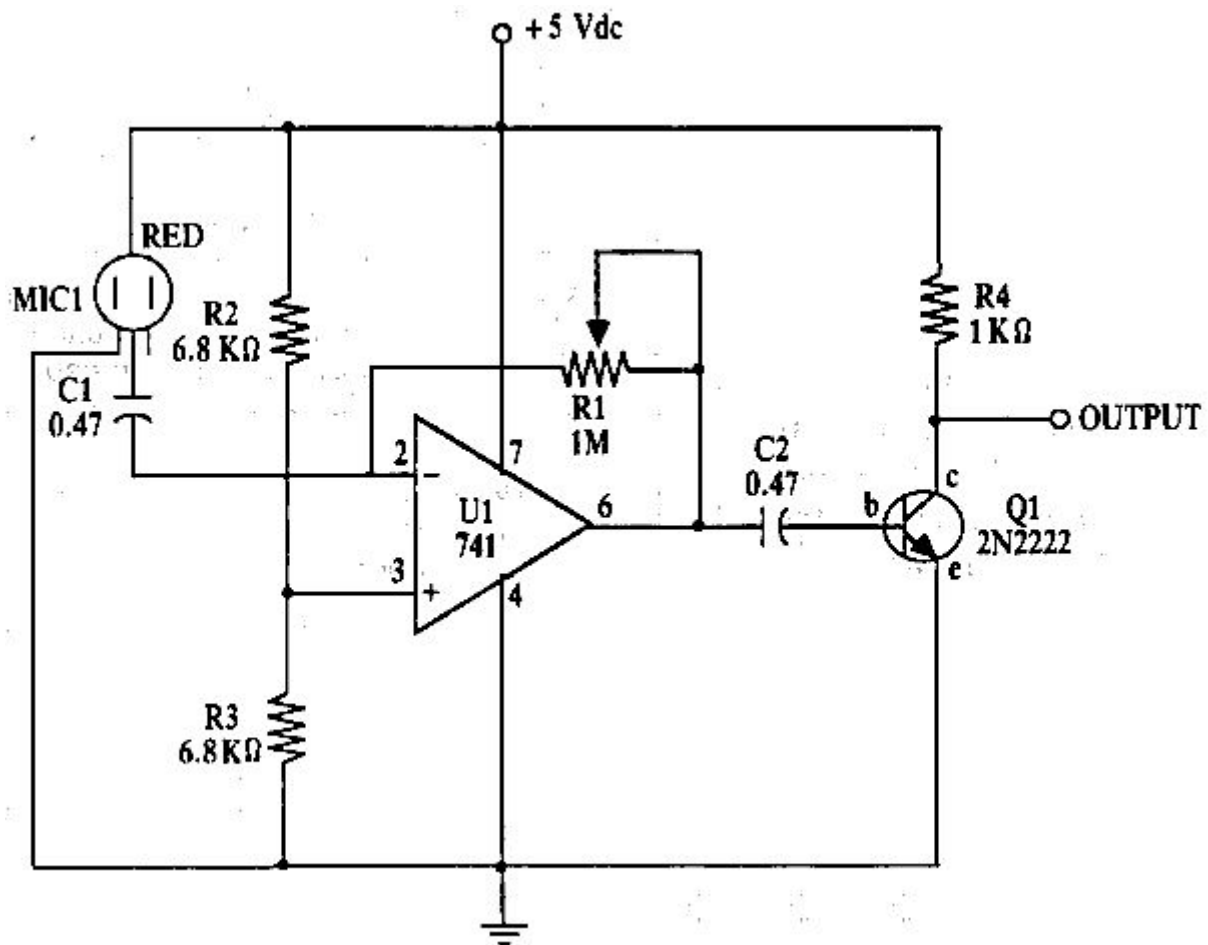 +5 Vdc
RED
MIC1
R2
6.8 KΩ
C1
0.47
R1
1M
R4
1 KΩ
OUTPUT
C2
0.47
2
−
7
U1
741
6
3
+
4
b
c
e
Q1
2N2222
R3
6.8 KΩ